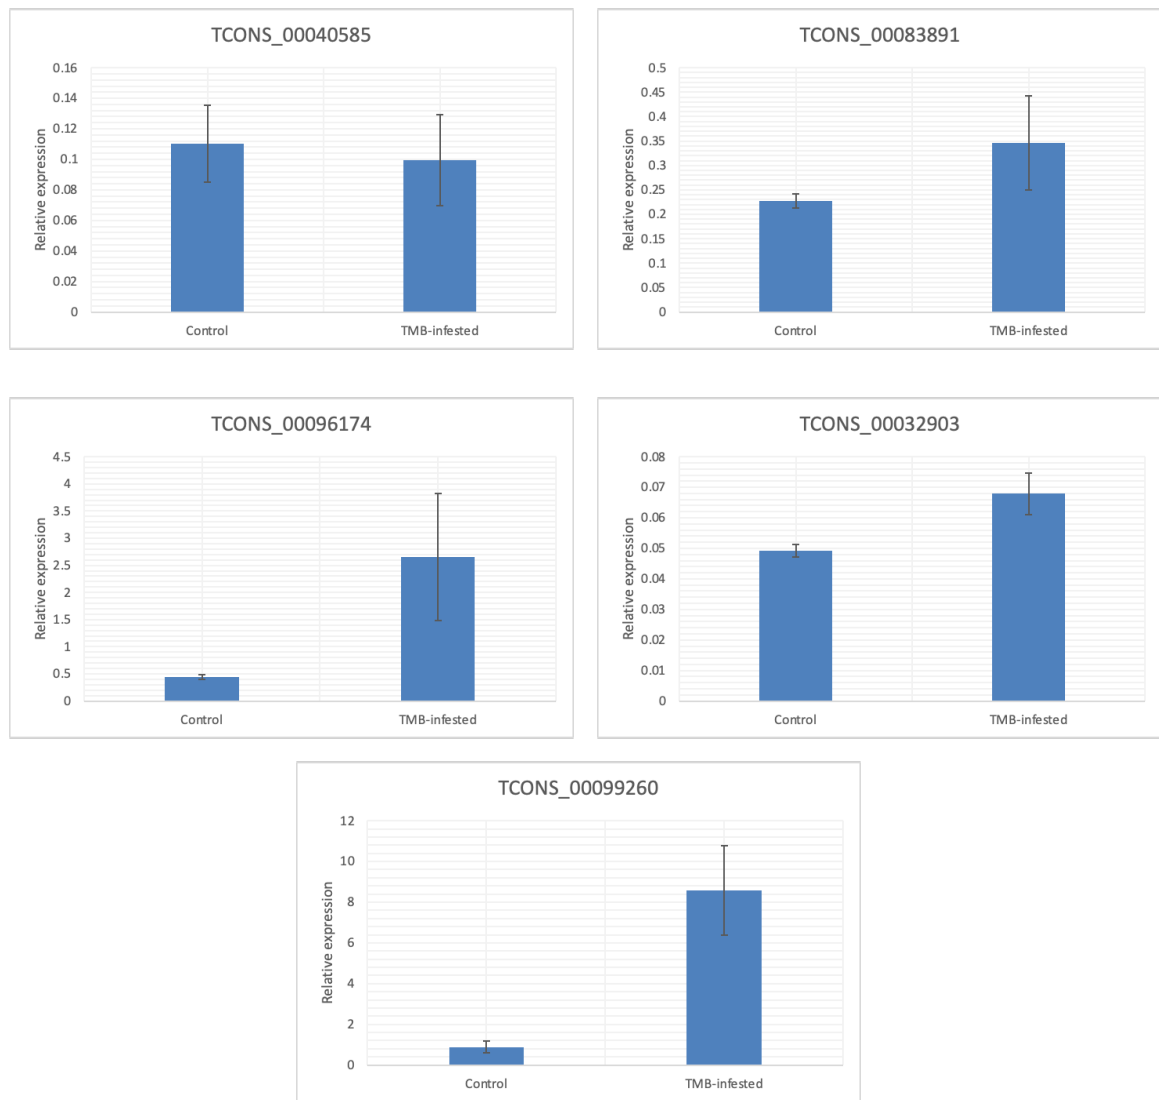 TCONS_00040585
Relative expression
0.16
0.14
0.12
0.1
0.08
0.06
0.04
0.02
0
Control
TMB-infested
TCONS_00083891
Relative expression
0.5
0.45
0.4
0.35
0.3
0.25
0.2
0.15
0.1
0.05
0
Control
TMB-infested
TCONS_00096174
Relative expression
4.5
4
3.5
3
2.5
2
1.5
1
0.5
0
Control
TMB-infested
TCONS_00032903
Relative expression
0.08
0.07
0.06
0.05
0.04
0.03
0.02
0.01
0
Control
TMB-infested
TCONS_00099260
Relative expression
12
10
8
6
4
2
0
Control
TMB-infested